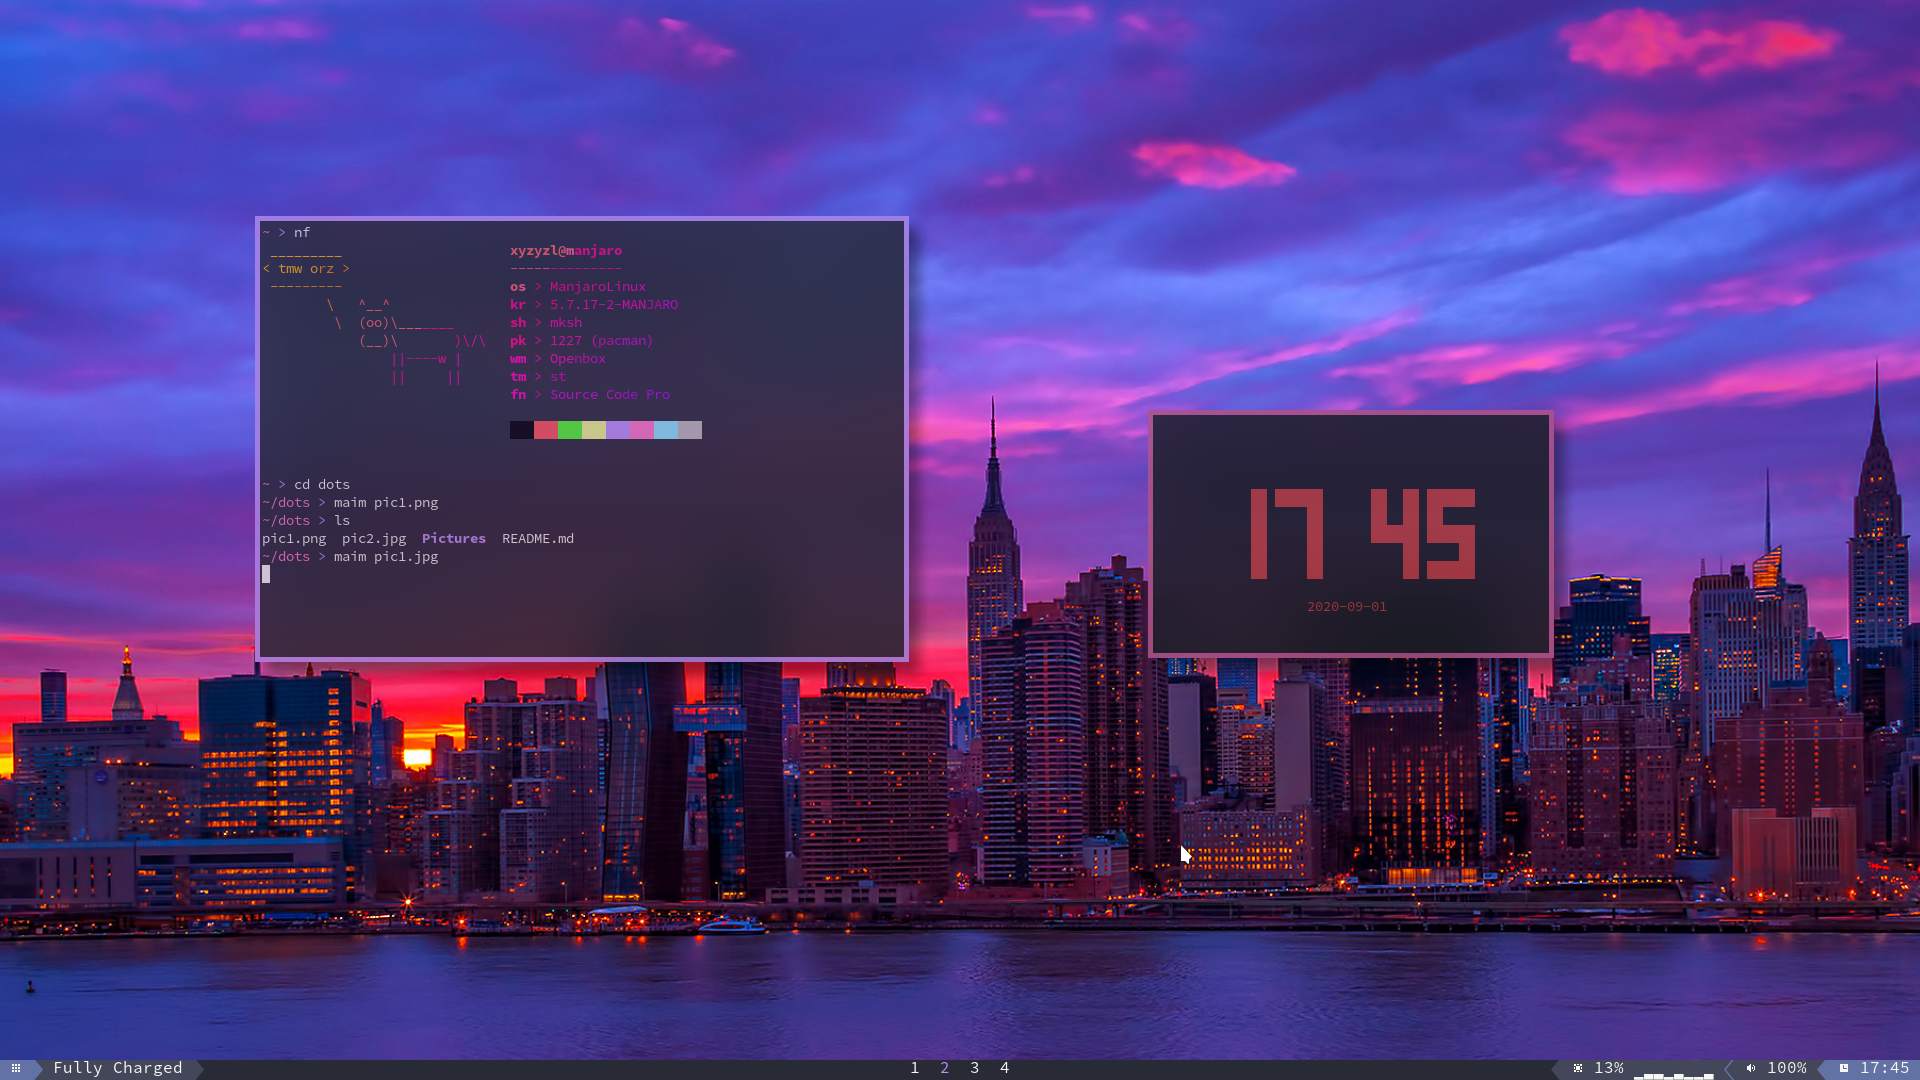 ~ > nf
_________
< tmw orz >
---------
\   ^__^
\  (oo)\_______
(__)\       )\/\
||----w |
||     ||
xyzyzl@manjaro
--------------
os > ManjaroLinux
kr > 5.7.17-2-MANJARO
sh > mksh
pk > 1227 (pacman)
wm > Openbox
tm > st
fn > Source Code Pro
~ > cd dots
~/dots > maim pic1.png
~/dots > ls
pic1.png  pic2.jpg  Pictures  README.md
~/dots > maim pic1.jpg
17 45
2020-09-01
Fully Charged
1 2 3 4
13% 100% 17:45